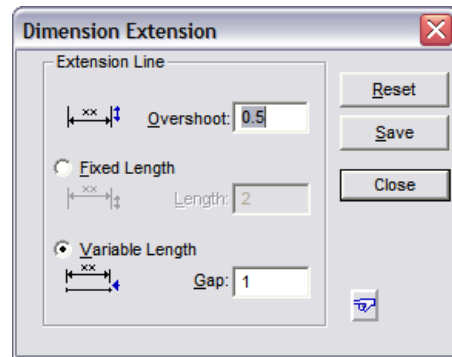 Dimension Extension
Extension Line
xx
Overshoot: 0.5
Fixed Length
xx
Length: 2
Variable Length
xx
Gap: 1
Reset
Save
Close